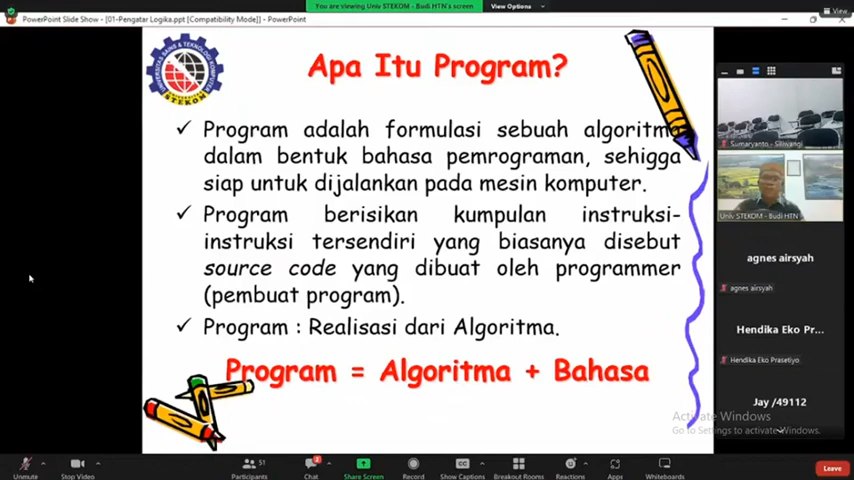 You are viewing Univ STEKOM - Budi HTN's screen
View Options
PowerPoint Slide Show - [01-Pengatar Logika.ppt [Compatibility Mode]] - PowerPoint
View
UNIVERSITAS SAINS & TEKNOLOGI KOMPUTER
STEKOM
Apa Itu Program?
✓ Program adalah formulasi sebuah algoritma
dalam bentuk bahasa pemrograman, sehigga
siap untuk dijalankan pada mesin komputer.
✓ Program berisikan kumpulan instruksi-
instruksi tersendiri yang biasanya disebut
source code yang dibuat oleh programmer
(pembuat program).
✓ Program : Realisasi dari Algoritma.
Program = Algoritma + Bahasa
Sumaryanto - Siliwangi
Univ STEKOM - Budi HTN
agnes airsyah
agnes airsyah
Hendika Eko Pr...
Hendika Eko Prasetiyo
Jay /49112
Activate Windows
Go to Settings to activate Windows.
Unmute
Stop Video
Participants
51
Chat
2
Share Screen
Record
Show Captions
Breakout Rooms
Reactions
Apps
Whiteboards
Leave